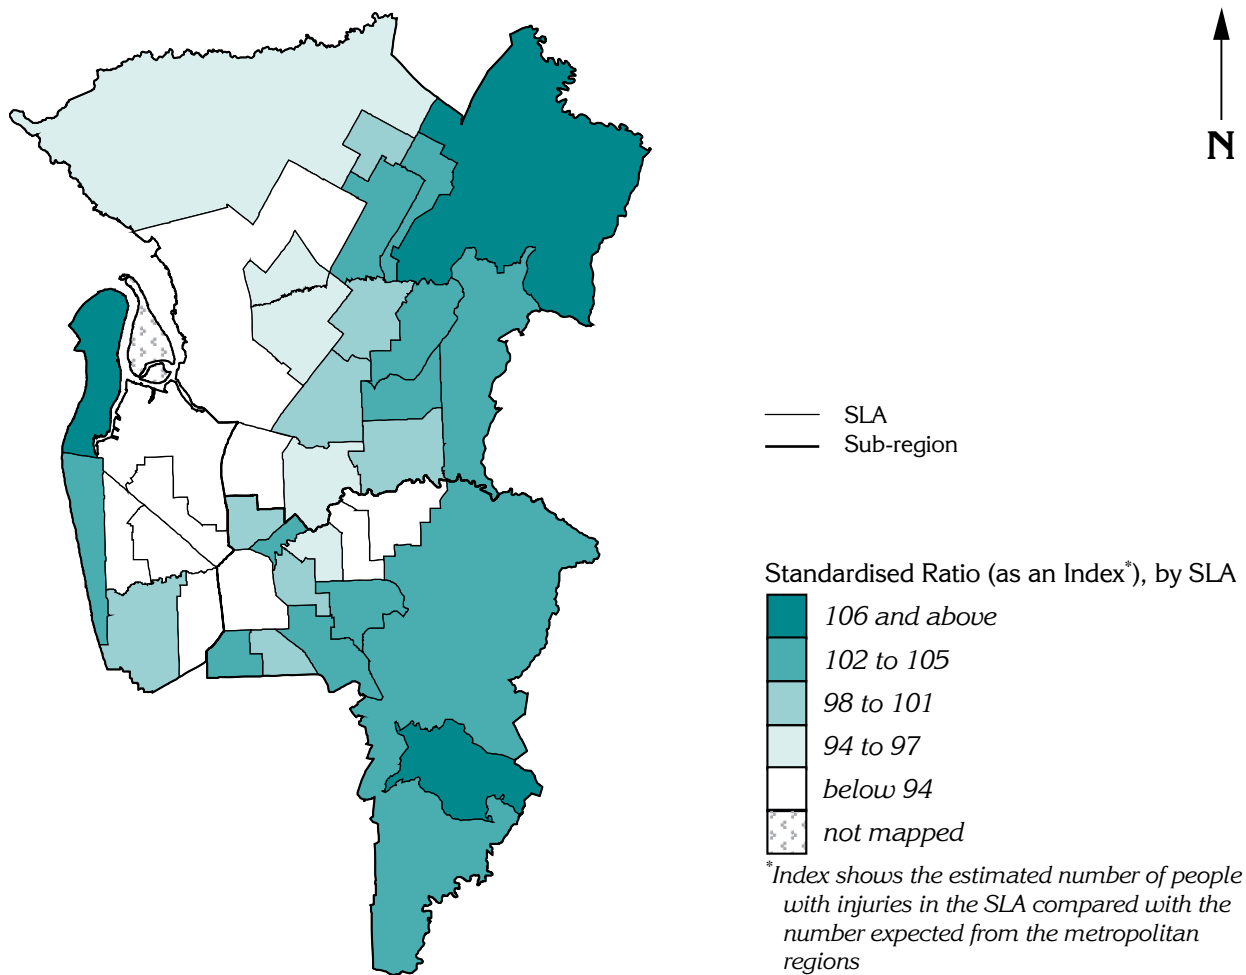 N
SLA
Sub-region
Standardised Ratio (as an Index*), by SLA
106 and above
102 to 105
98 to 101
94 to 97
below 94
not mapped
*Index shows the estimated number of people
with injuries in the SLA compared with the
number expected from the metropolitan
regions